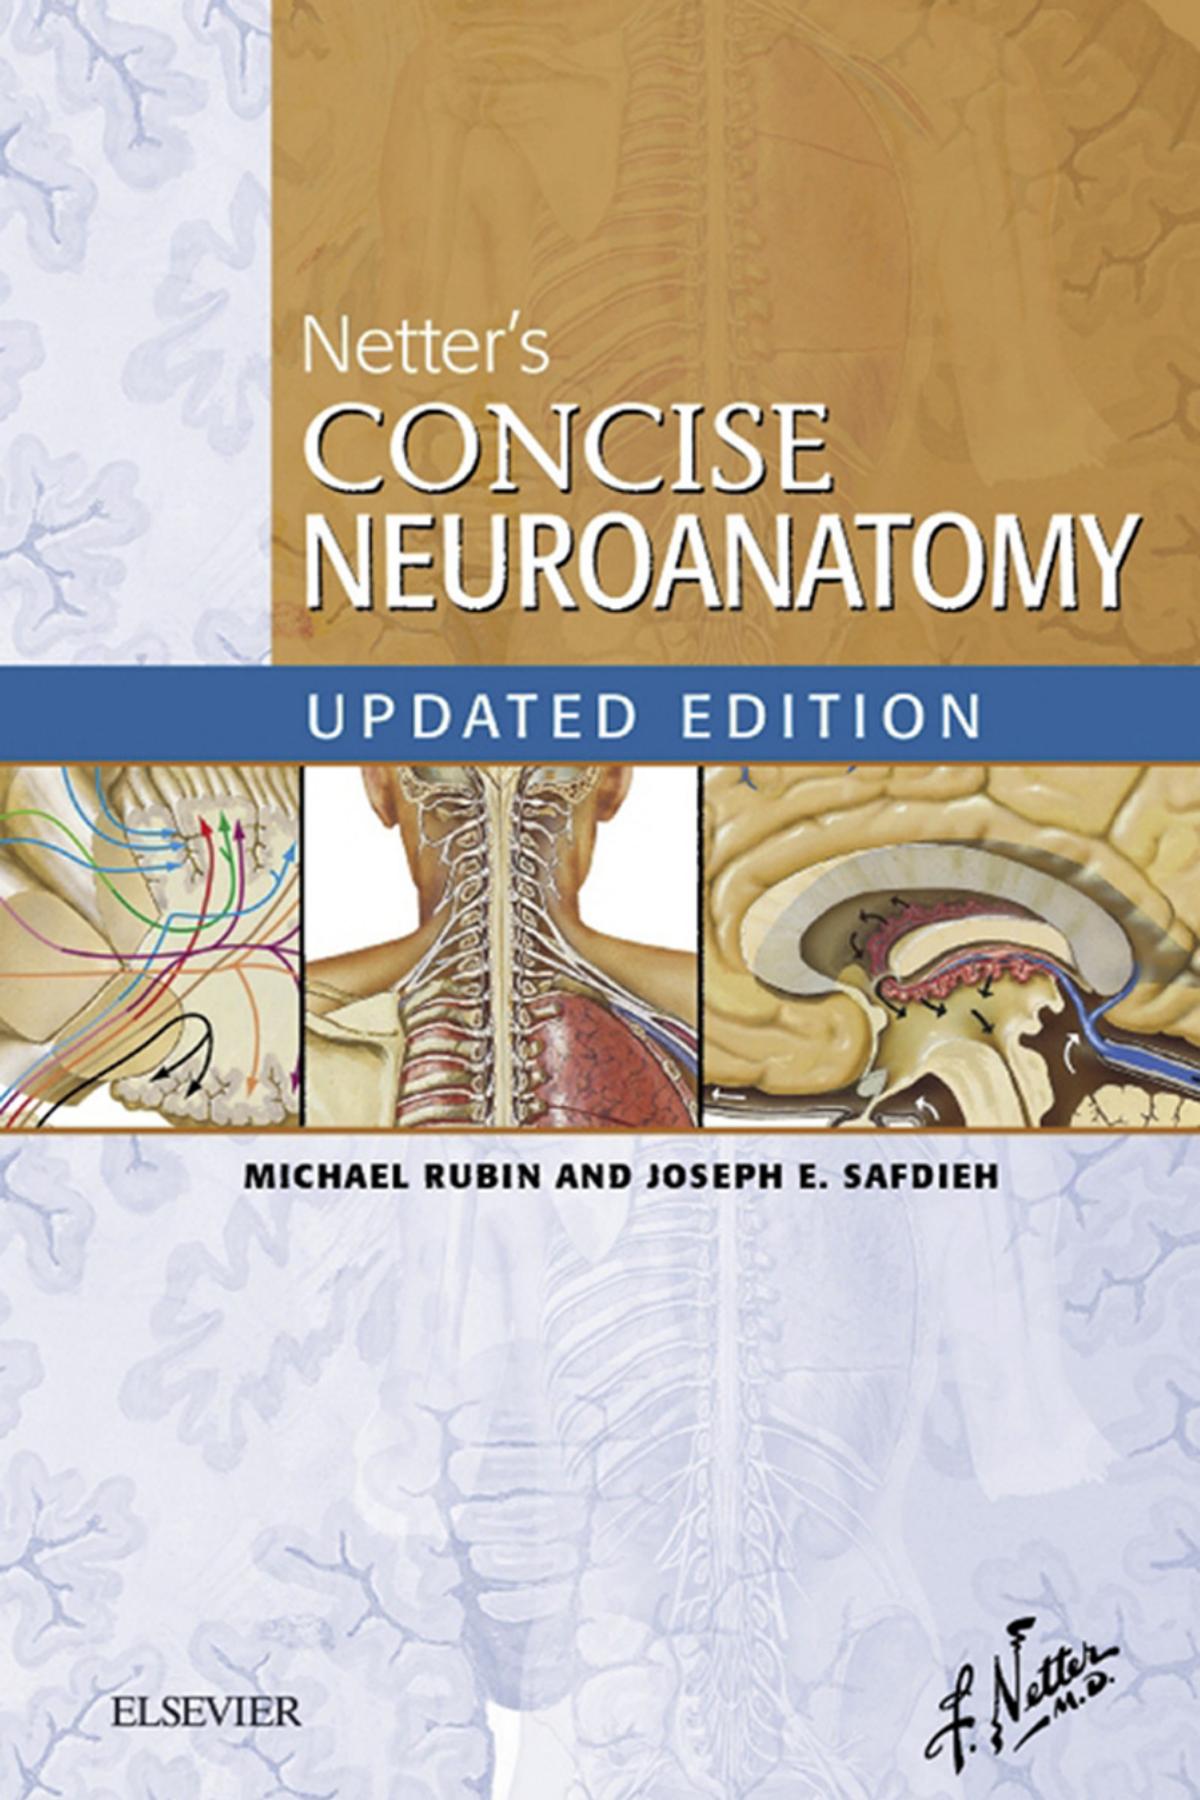 Netter's
CONCISE
NEUROANATOMY
UPDATED EDITION
MICHAEL RUBIN AND JOSEPH E. SAFDIEH
ELSEVIER
F. Netter
M.D.